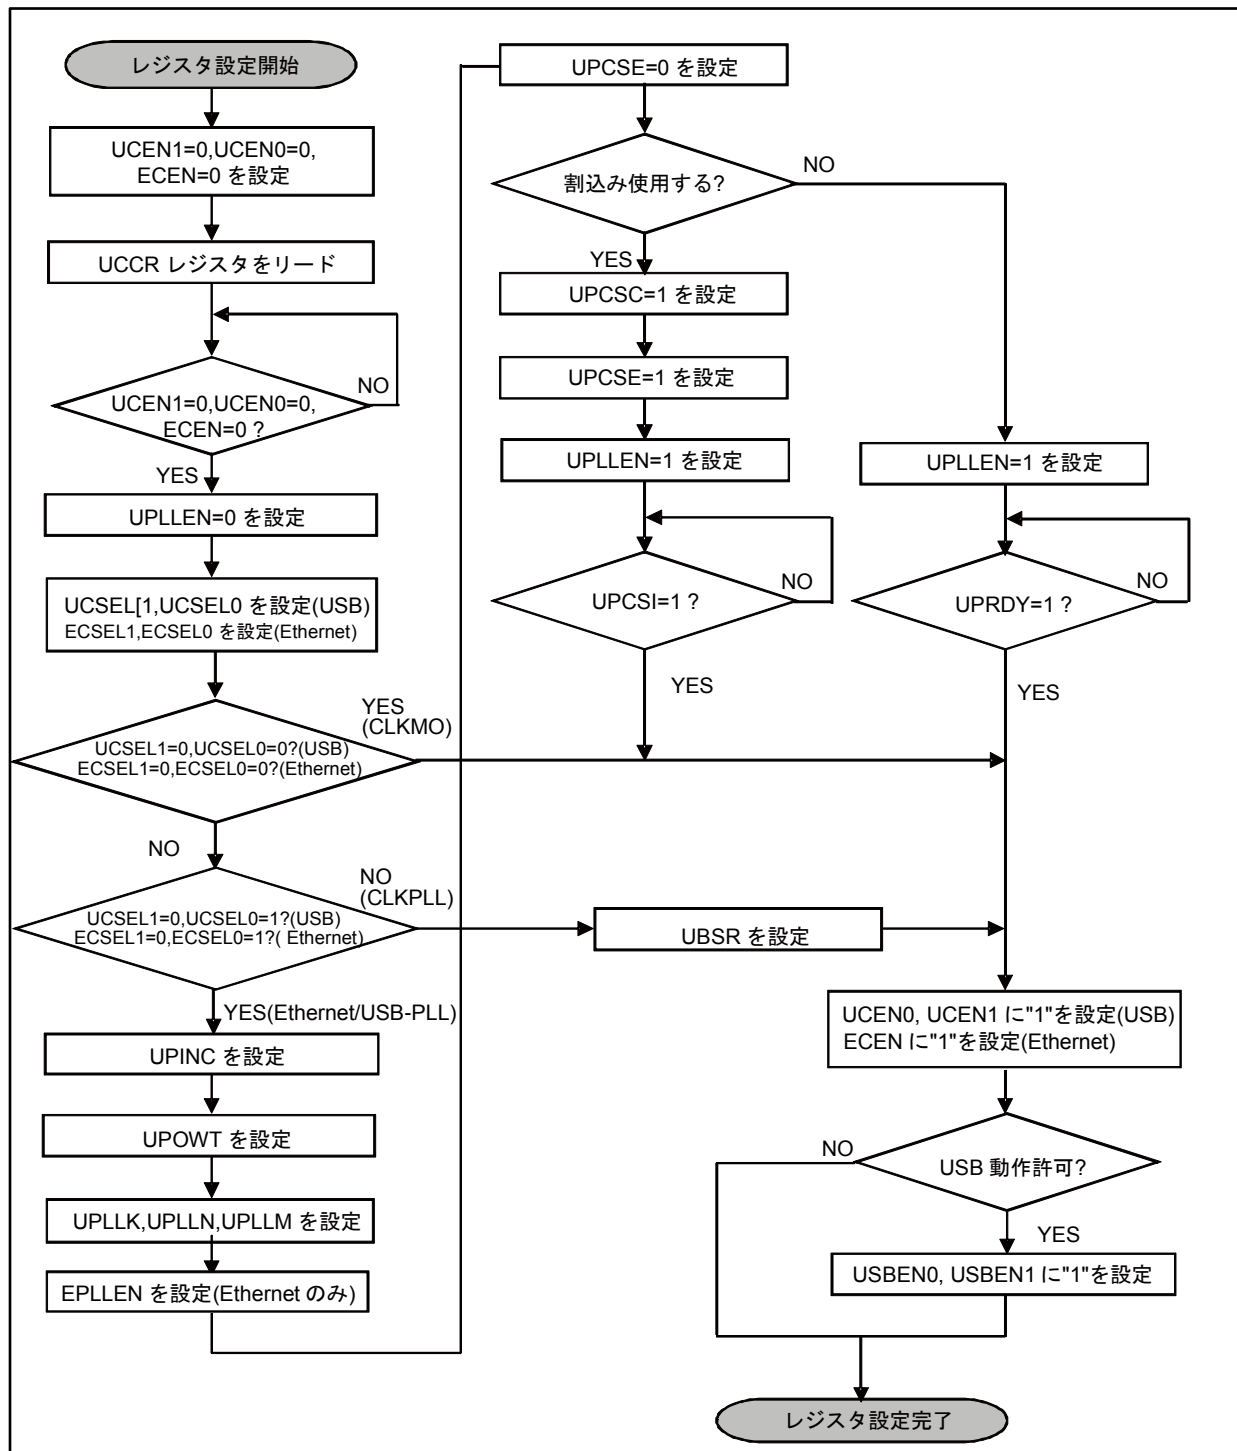 レジスタ設定開始
UCEN1=0,UCEN0=0,
ECEN=0 を設定
UCCR レジスタをリード
UCEN1=0,UCEN0=0,
ECEN=0 ?
NO
YES
UPLLEN=0 を設定
UCSEL[1,UCSEL0 を設定(USB)
ECSEL1,ECSEL0 を設定(Ethernet)
UCSEL1=0,UCSEL0=0?(USB)
ECSEL1=0,ECSEL0=0?(Ethernet)
YES
(CLKMO)
NO
UCSEL1=0,UCSEL0=1?(USB)
ECSEL1=0,ECSEL0=1?( Ethernet)
NO
(CLKPLL)
YES(Ethernet/USB-PLL)
UPINC を設定
UPOWT を設定
UPLLK,UPLLN,UPLLM を設定
EPLLEN を設定(Ethernet のみ)
UPCSE=0 を設定
割込み使用する?
NO
YES
UPCSC=1 を設定
UPCSE=1 を設定
UPLLEN=1 を設定
UPCSI=1 ?
NO
YES
UPLLEN=1 を設定
UPRDY=1 ?
NO
YES
UBSR を設定
UCEN0, UCEN1 に"1"を設定(USB)
ECEN に"1"を設定(Ethernet)
USB 動作許可?
NO
YES
USBEN0, USBEN1 に"1"を設定
レジスタ設定完了